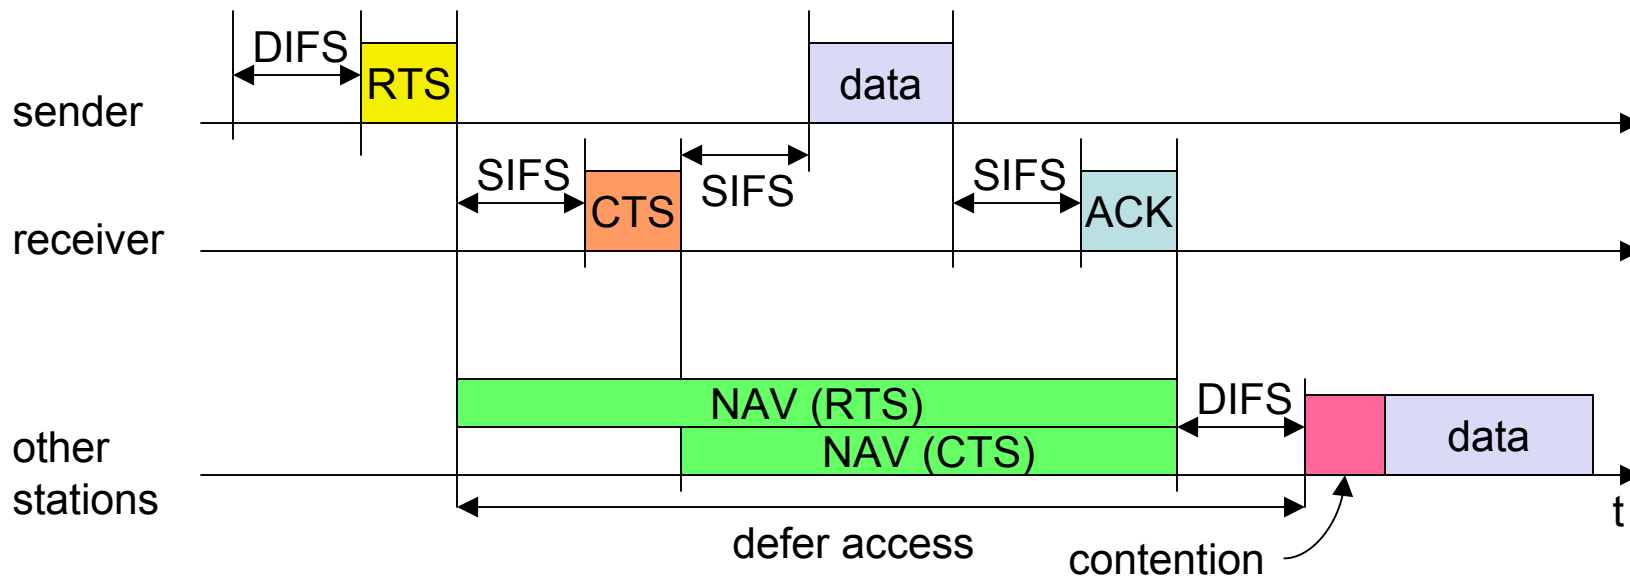 DIFS
RTS
data
sender
SIFS
CTS
SIFS
SIFS
ACK
receiver
NAV (RTS)
DIFS
NAV (CTS)
data
other
stations
t
defer access
contention